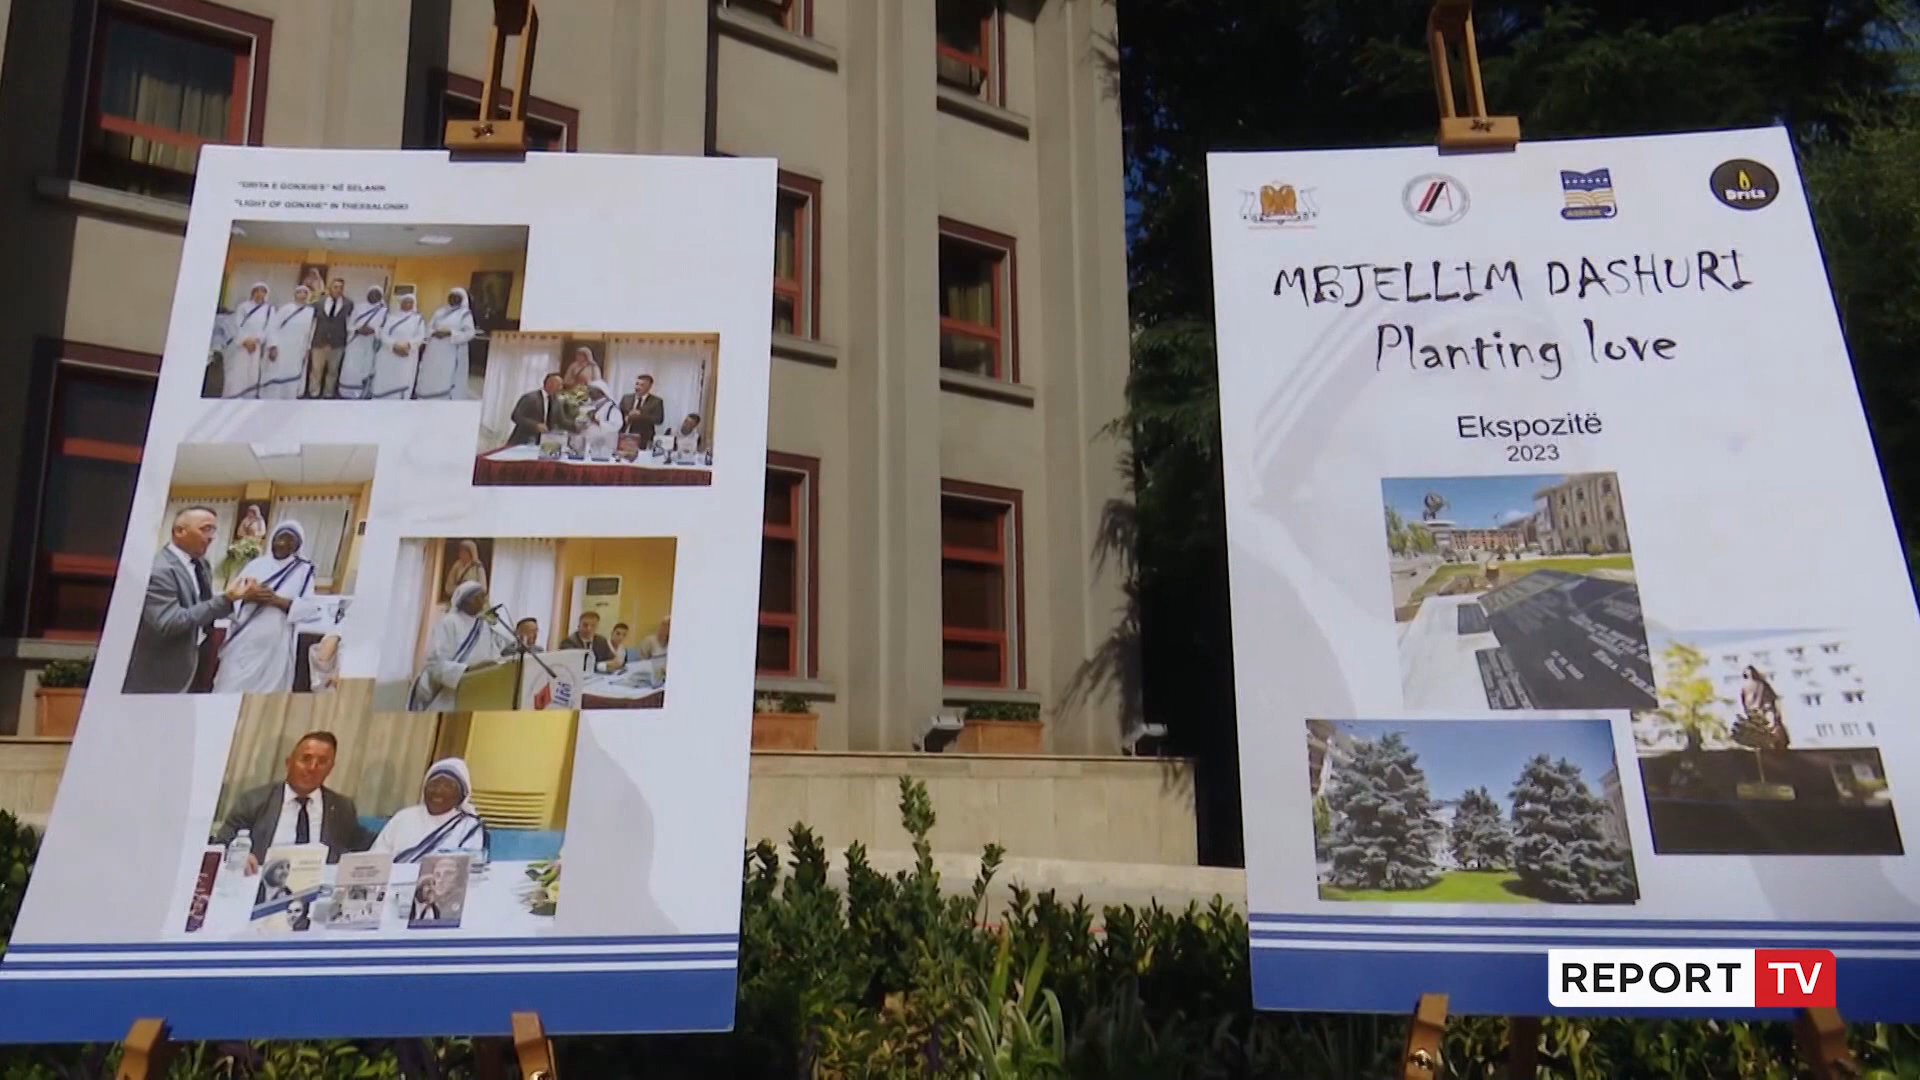 "DRITA E GONXHES" NË SELANIK
"LIGHT OF GONXHE" IN THESSALONIKI
Drita
MBJELLIM DASHURI
Planting love
Ekspozitë
2023
REPORT TV